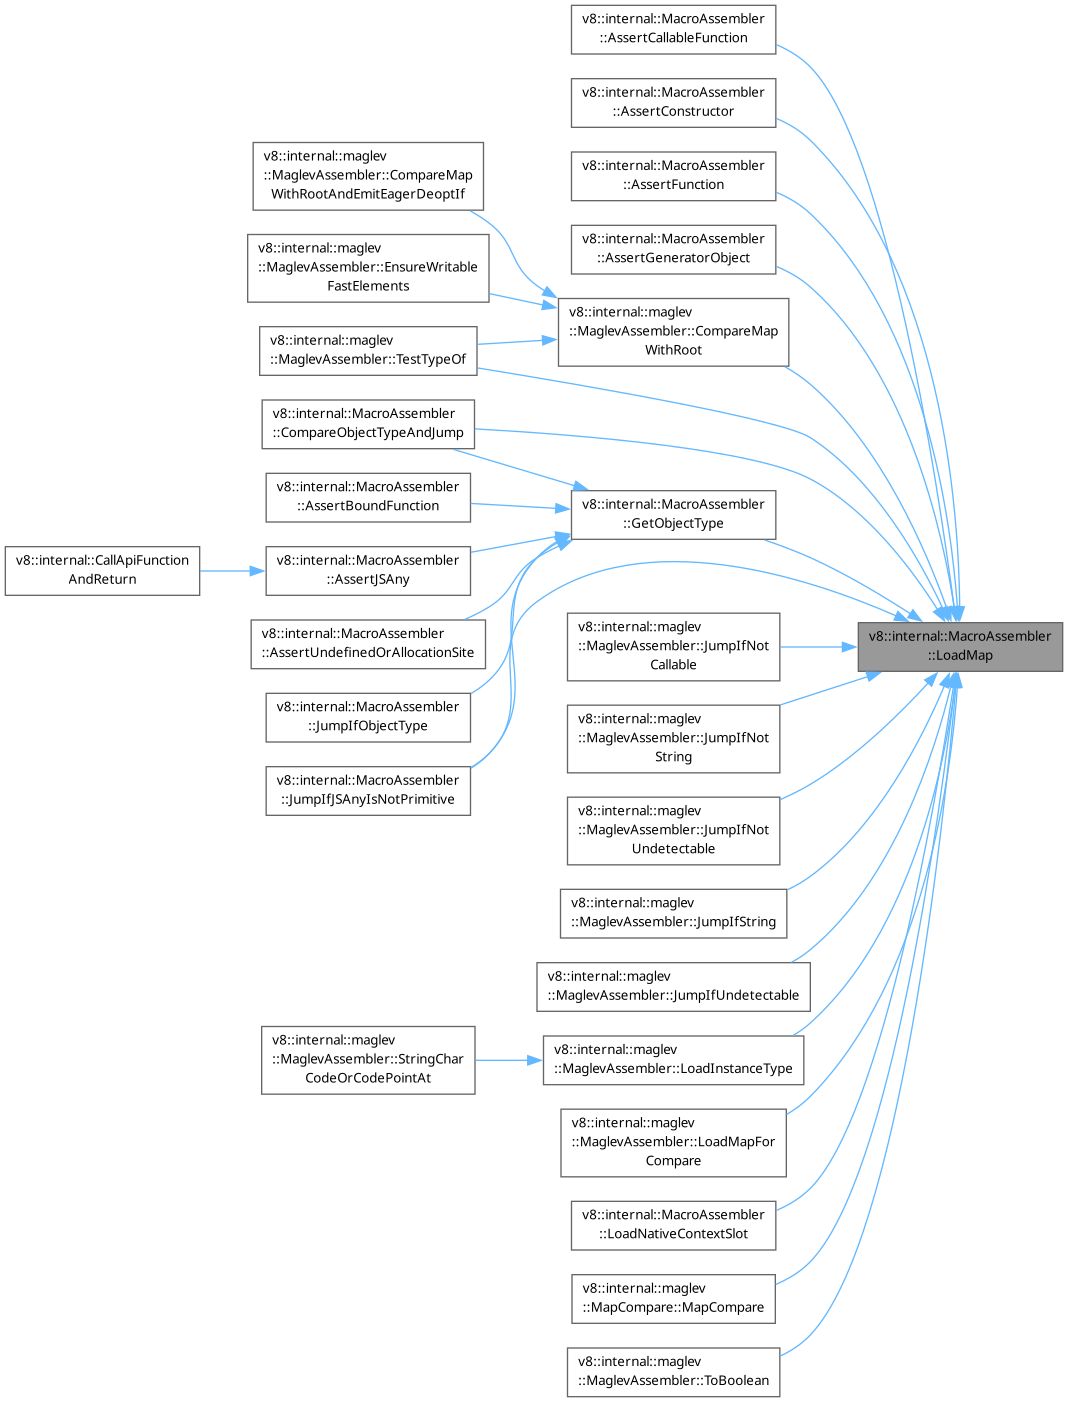 v8::internal::MacroAssembler
::AssertCallableFunction
v8::internal::MacroAssembler
::AssertConstructor
v8::internal::maglev
::MaglevAssembler::CompareMap
WithRootAndEmitEagerDeoptIf
v8::internal::MacroAssembler
::AssertFunction
v8::internal::MacroAssembler
::AssertGeneratorObject
v8::internal::maglev
::MaglevAssembler::EnsureWritable
FastElements
v8::internal::maglev
::MaglevAssembler::CompareMap
WithRoot
v8::internal::maglev
::MaglevAssembler::TestTypeOf
v8::internal::MacroAssembler
::CompareObjectTypeAndJump
v8::internal::MacroAssembler
::AssertBoundFunction
v8::internal::MacroAssembler
::GetObjectType
v8::internal::CallApiFunction
AndReturn
v8::internal::MacroAssembler
::AssertJSAny
v8::internal::MacroAssembler
::AssertUndefinedOrAllocationSite
v8::internal::maglev
::MaglevAssembler::JumpIfNot
Callable
v8::internal::MacroAssembler
::LoadMap
v8::internal::MacroAssembler
::JumpIfObjectType
v8::internal::maglev
::MaglevAssembler::JumpIfNot
String
v8::internal::MacroAssembler
::JumpIfJSAnyIsNotPrimitive
v8::internal::maglev
::MaglevAssembler::JumpIfNot
Undetectable
v8::internal::maglev
::MaglevAssembler::JumpIfString
v8::internal::maglev
::MaglevAssembler::JumpIfUndetectable
v8::internal::maglev
::MaglevAssembler::StringChar
CodeOrCodePointAt
v8::internal::maglev
::MaglevAssembler::LoadInstanceType
v8::internal::maglev
::MaglevAssembler::LoadMapFor
Compare
v8::internal::MacroAssembler
::LoadNativeContextSlot
v8::internal::maglev
::MapCompare::MapCompare
v8::internal::maglev
::MaglevAssembler::ToBoolean